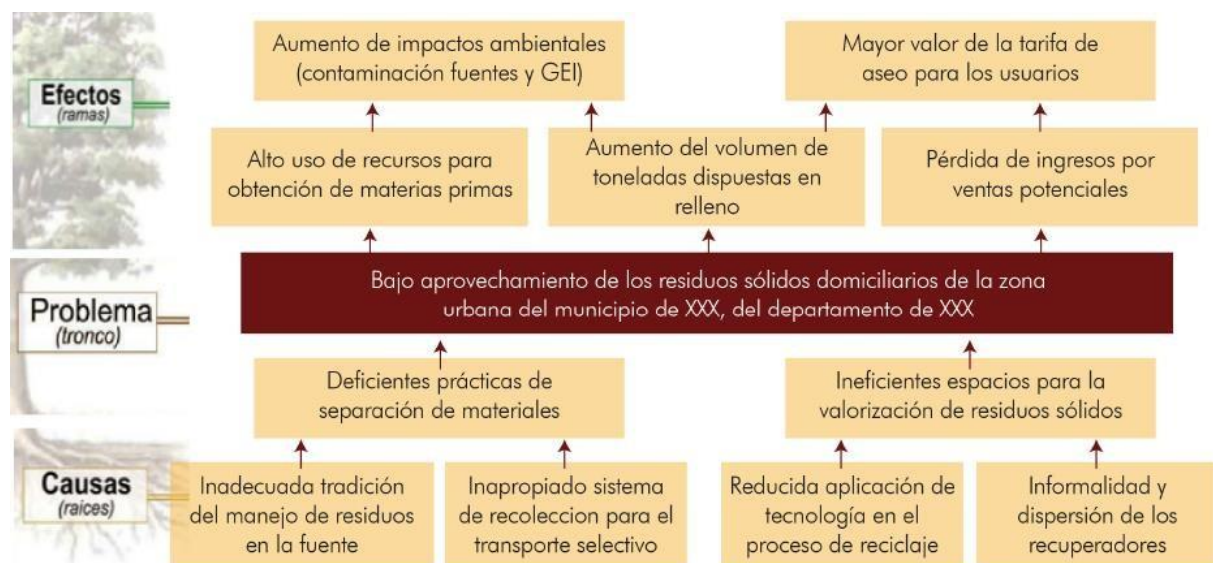 Aumento de impactos ambientales
(contaminación fuentes y GEI)
Mayor valor de la tarifa de
aseo para los usuarios
Efectos
(ramas)
Alto uso de recursos para
obtención de materias primas
Aumento del volumen de
toneladas dispuestas en
relleno
Pérdida de ingresos por
ventas potenciales
Problema
(tronco)
Bajo aprovechamiento de los residuos sólidos domiciliarios de la zona
urbana del municipio de XXX, del departamento de XXX
Deficientes prácticas de
separación de materiales
Ineficientes espacios para la
valorización de residuos sólidos
Causas
(raíces)
Inadecuada tradición
del manejo de residuos
en la fuente
Inapropiado sistema
de recoleccion para el
transporte selectivo
Reducida aplicación de
tecnología en el
proceso de reciclaje
Informalidad y
dispersión de los
recuperadores